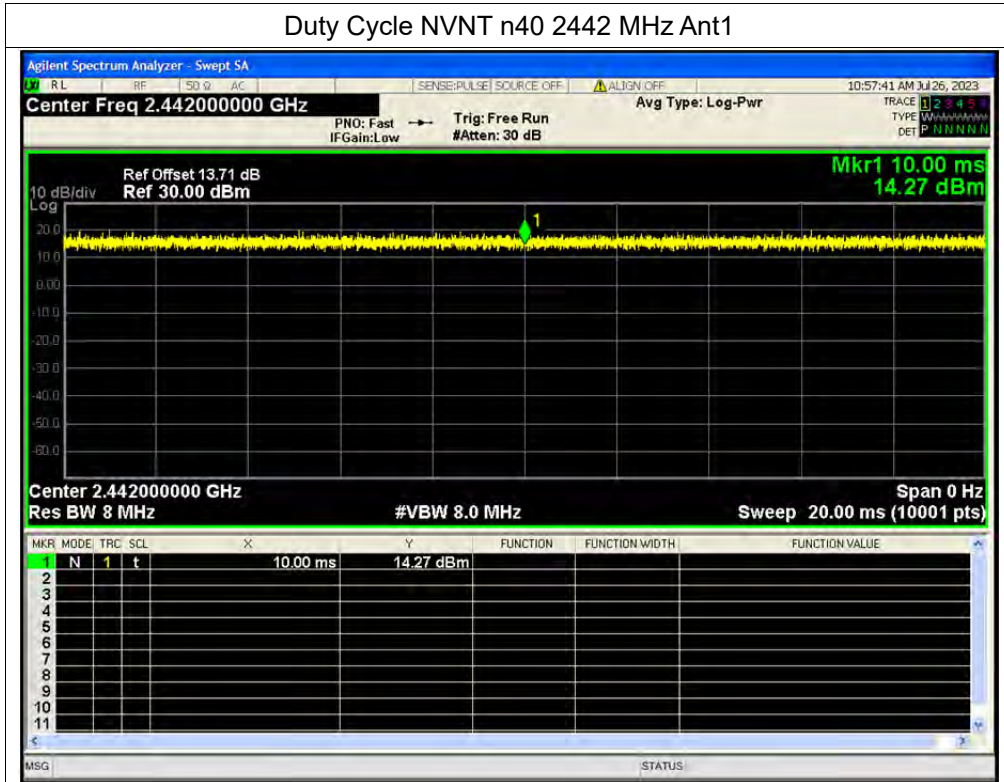 Duty Cycle NVNT n40 2442 MHz Ant1
Agilent Spectrum Analyzer - Swept SA
RL RF 50 Ω AC SENSE:PULSE SOURCE OFF ALIGN OFF 10:57:41 AM Jul 26, 2023
Center Freq 2.442000000 GHz Avg Type: Log-Pwr TRACE 1 2 3 4 5 6
PNO: Fast Trig: Free Run TYPE
IFGain:Low #Atten: 30 dB DET P N N N N N
Mkr1 10.00 ms
14.27 dBm
Ref Offset 13.71 dB
10 dB/div Ref 30.00 dBm
Log
20.0
1
10.0
0.00
-10.0
-20.0
-30.0
-40.0
-50.0
-60.0
Center 2.442000000 GHz Span 0 Hz
Res BW 8 MHz #VBW 8.0 MHz Sweep 20.00 ms (10001 pts)
MKR MODE TRC SCL X Y FUNCTION FUNCTION WIDTH FUNCTION VALUE
1 N 1 t 10.00 ms 14.27 dBm
2
3
4
5
6
7
8
9
10
11
MSG STATUS